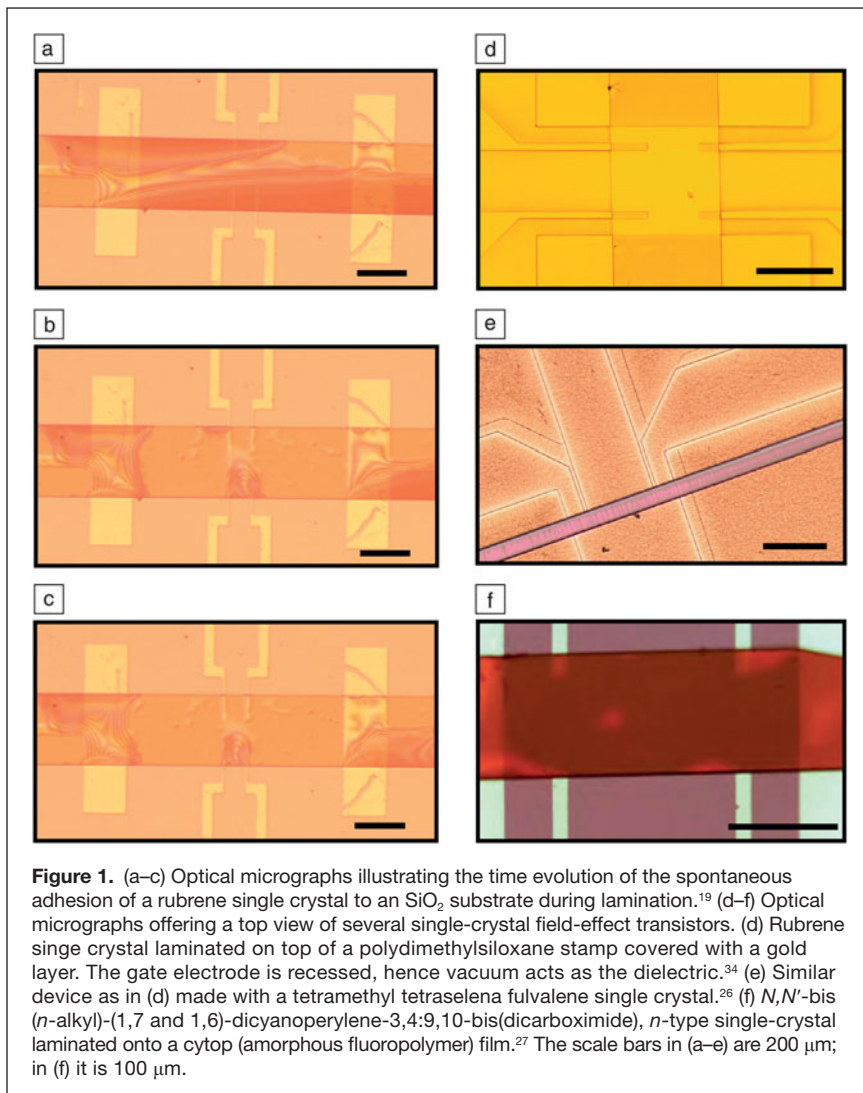 a
d
b
e
c
f
Figure 1. (a–c) Optical micrographs illustrating the time evolution of the spontaneous
adhesion of a rubrene single crystal to an SiO₂ substrate during lamination.¹⁹ (d–f) Optical
micrographs offering a top view of several single-crystal field-effect transistors. (d) Rubrene
singe crystal laminated on top of a polydimethylsiloxane stamp covered with a gold
layer. The gate electrode is recessed, hence vacuum acts as the dielectric.³⁴ (e) Similar
device as in (d) made with a tetramethyl tetraselena fulvalene single crystal.²⁶ (f) N,N′-bis
(n-alkyl)-(1,7 and 1,6)-dicyanoperylene-3,4:9,10-bis(dicarboximide), n-type single-crystal
laminated onto a cytop (amorphous fluoropolymer) film.²⁷ The scale bars in (a–e) are 200 μm;
in (f) it is 100 μm.